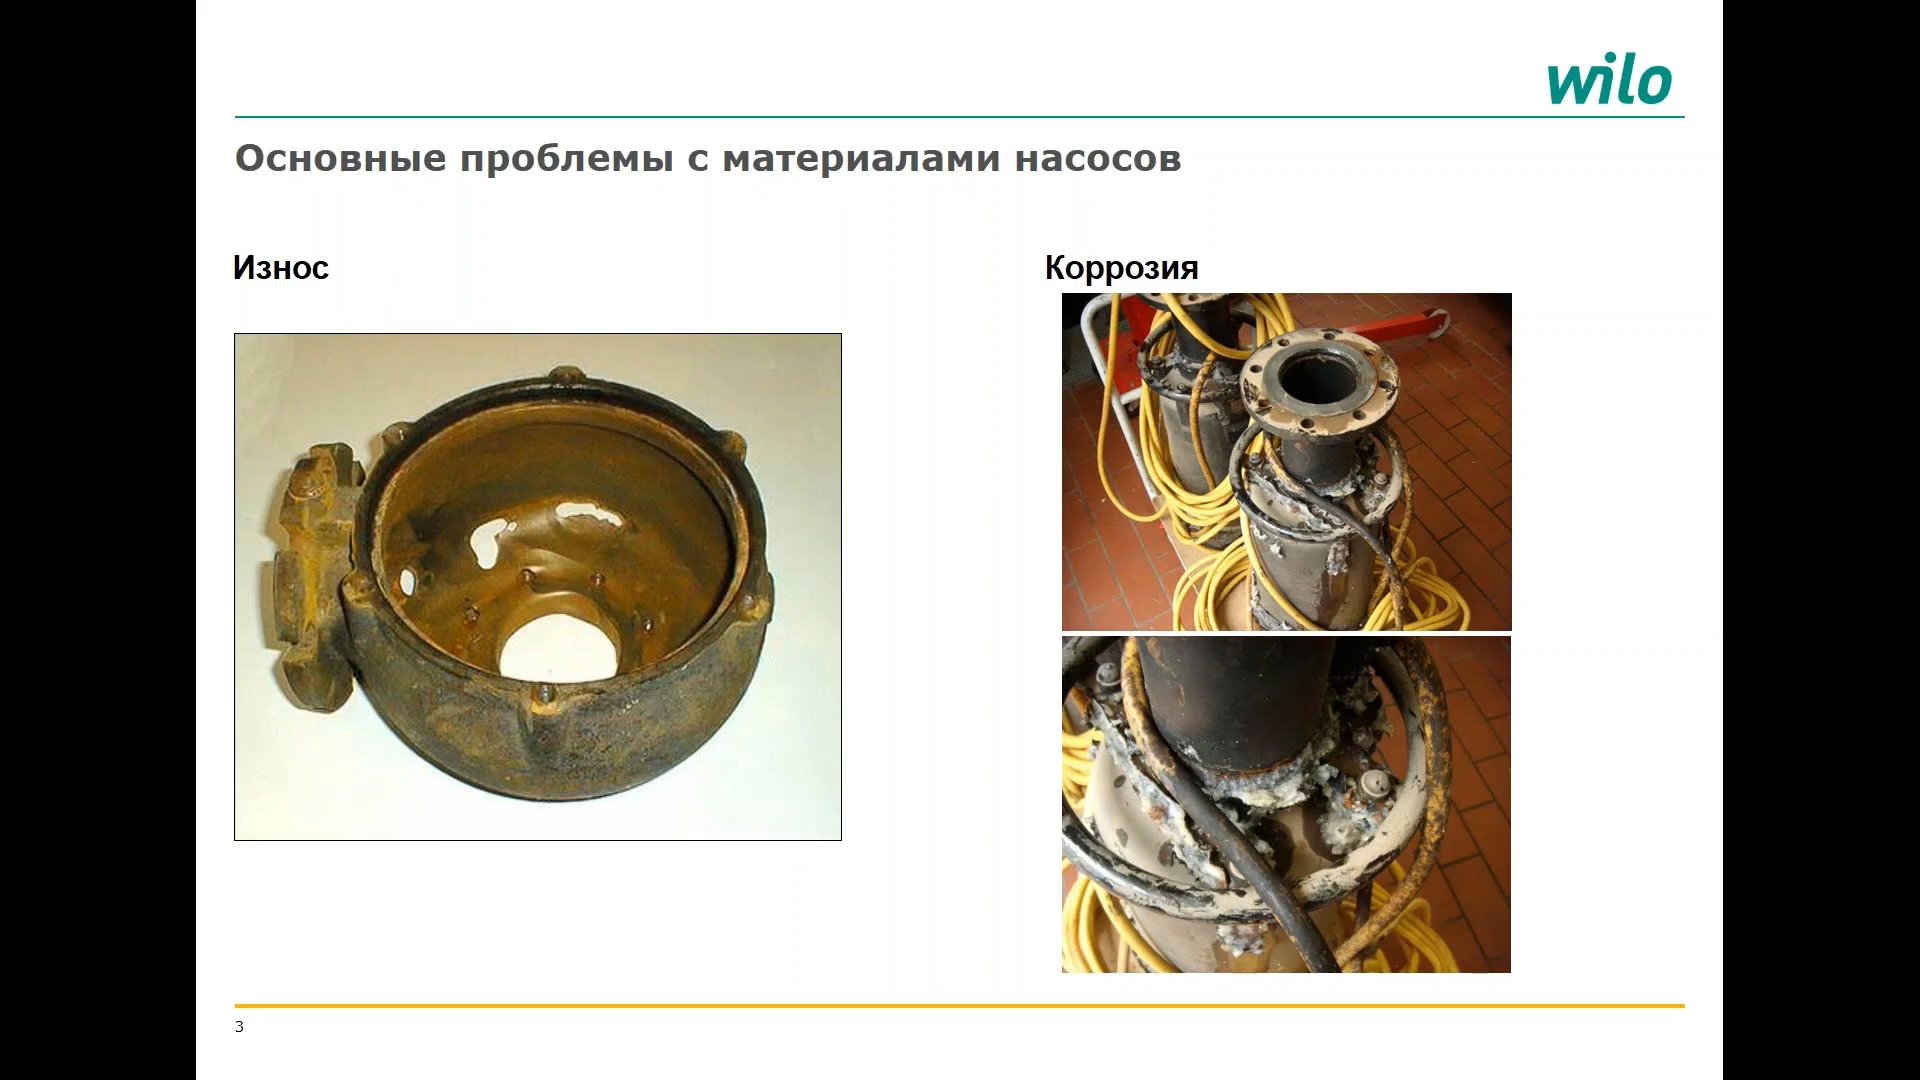 wilo
Основные проблемы с материалами насосов
Износ
Коррозия
3